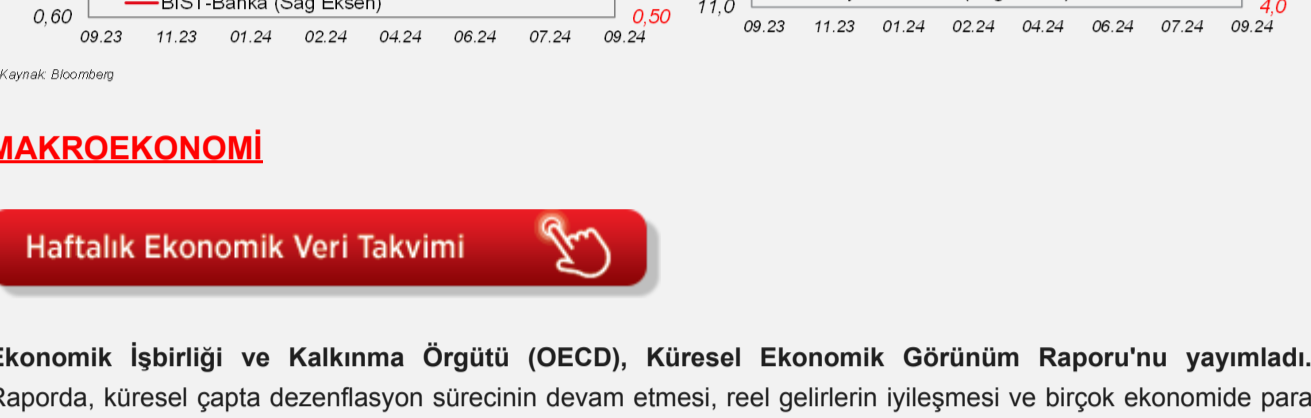 BIST-Banka (Sağ Eksen)
0,60
0,50
09.23 11.23 01.24 02.24 04.24 06.24 07.24 09.24
11,0
4,0
09.23 11.23 01.24 02.24 04.24 06.24 07.24 09.24
Kaynak: Bloomberg
MAKROEKONOMİ
Haftalık Ekonomik Veri Takvimi
Ekonomik İşbirliği ve Kalkınma Örgütü (OECD), Küresel Ekonomik Görünüm Raporu'nu yayımladı.
Raporda, küresel çapta dezenflasyon sürecinin devam etmesi, reel gelirlerin iyileşmesi ve birçok ekonomide para